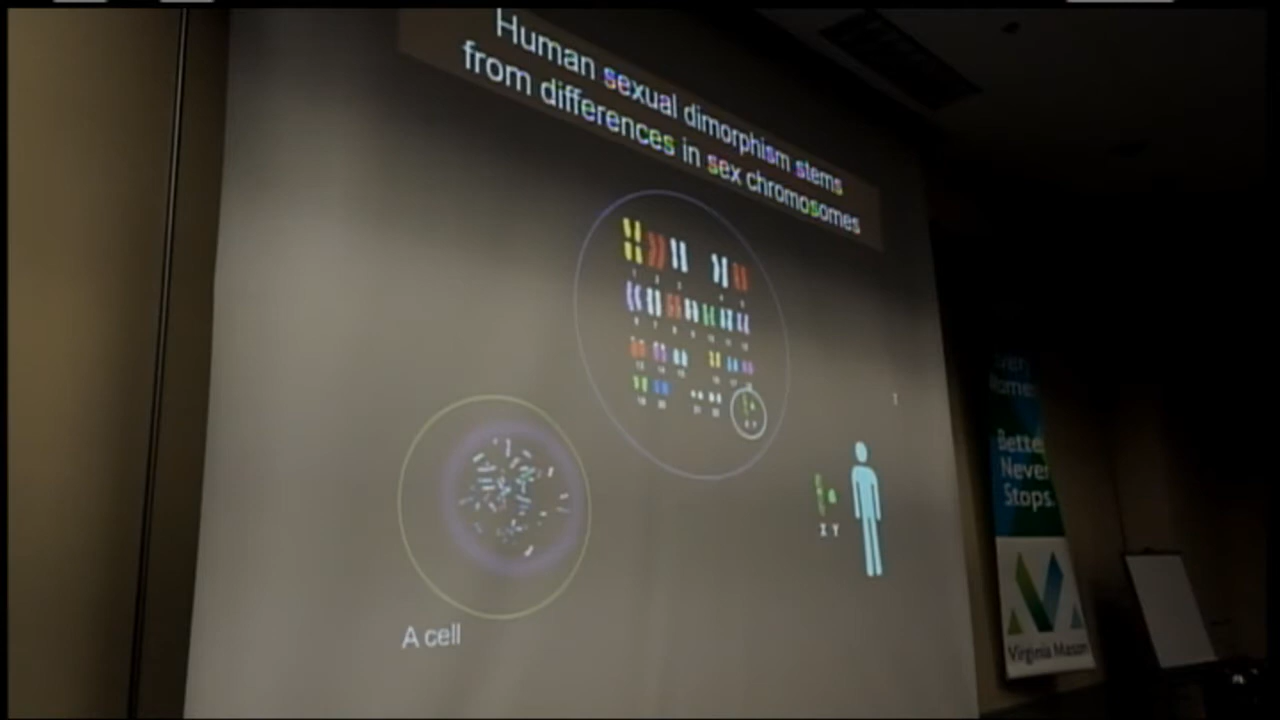 Human sexual dimorphism stems
from differences in sex chromosomes
A cell
X Y
Better
Never
Stops.
Virginia Mason